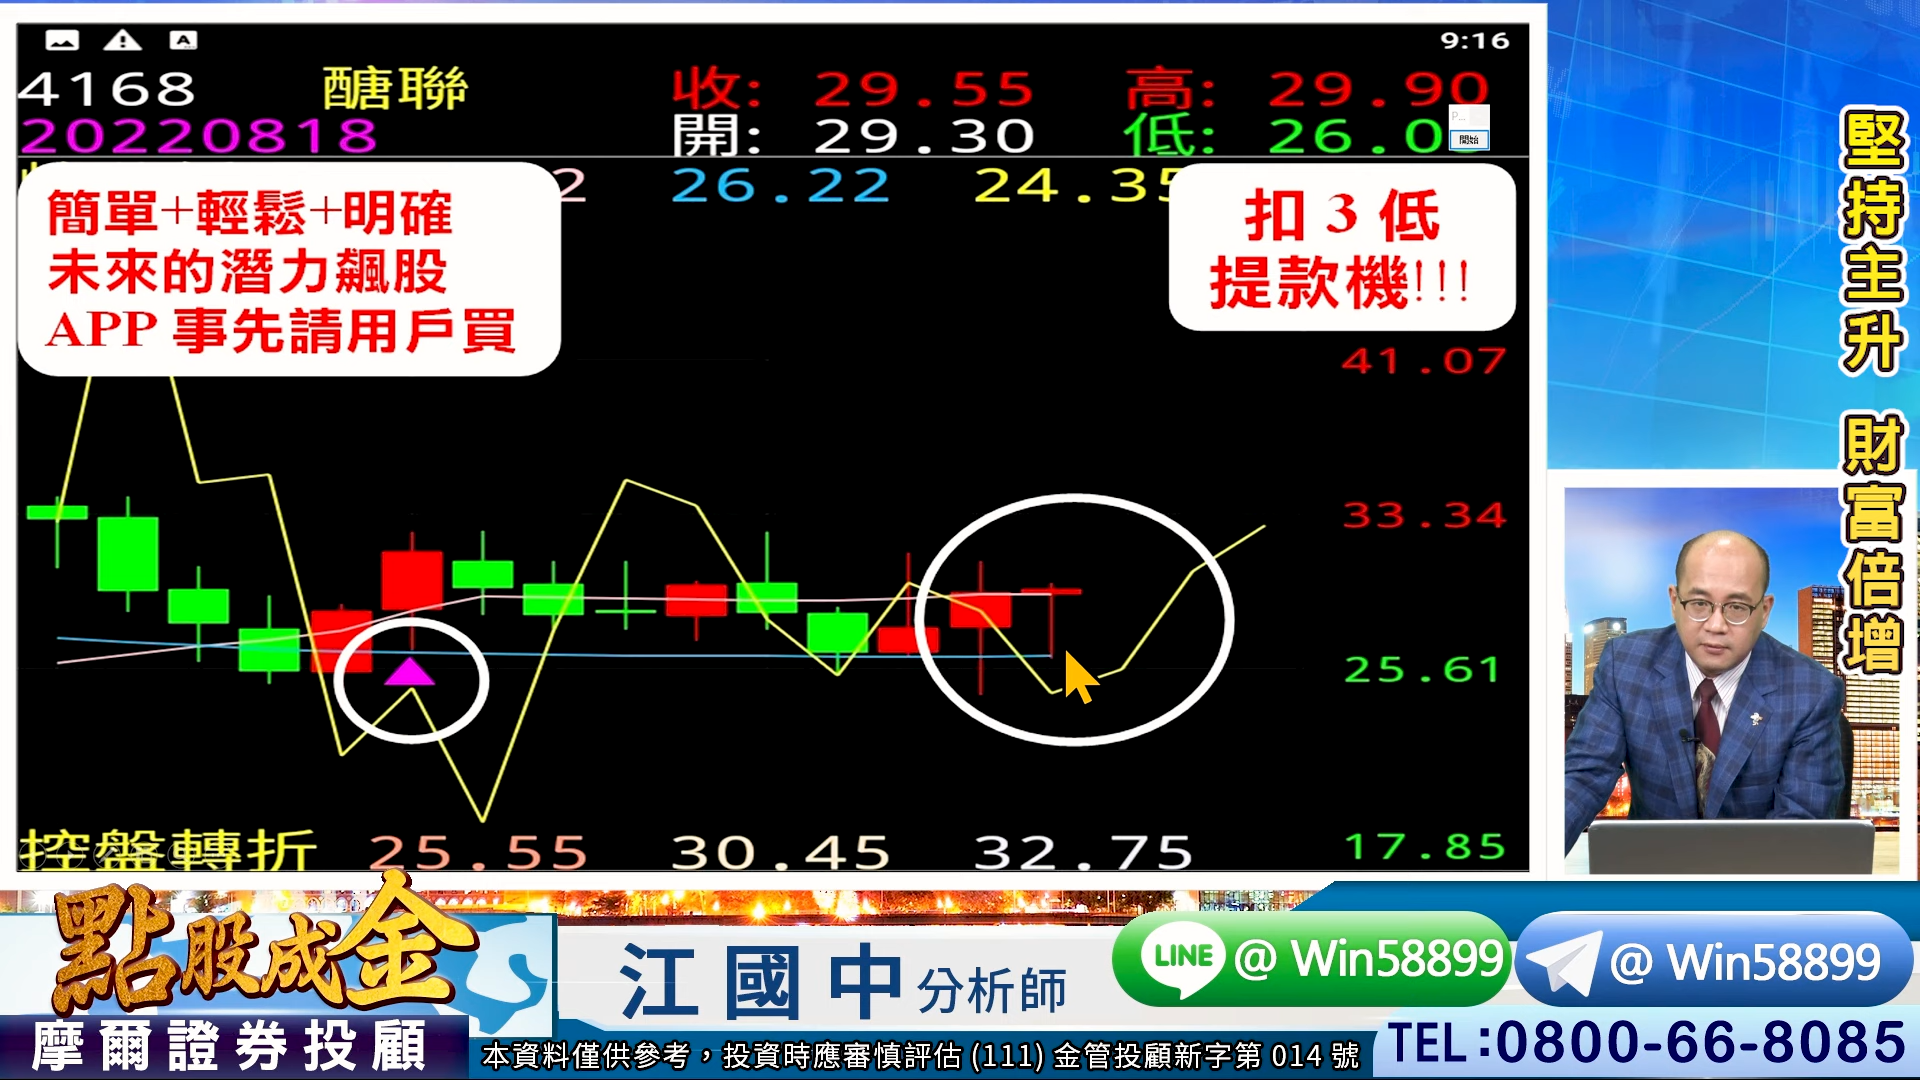 9:16
4168 醣聯 收: 29.55 高: 29.90
20220818 開: 29.30 低: 26.0
2 26.22 24.35
簡單+輕鬆+明確
未來的潛力飆股
APP 事先請用戶買
扣 3 低
提款機!!!
P...
開始
41.07
33.34
25.61
17.85
控盤轉折 25.55 30.45 32.75
堅持主升 財富倍增
點股成金
摩爾證券投顧
江國中 分析師
LINE @ Win58899
@ Win58899
TEL:0800-66-8085
本資料僅供參考，投資時應審慎評估 (111) 金管投顧新字第 014 號